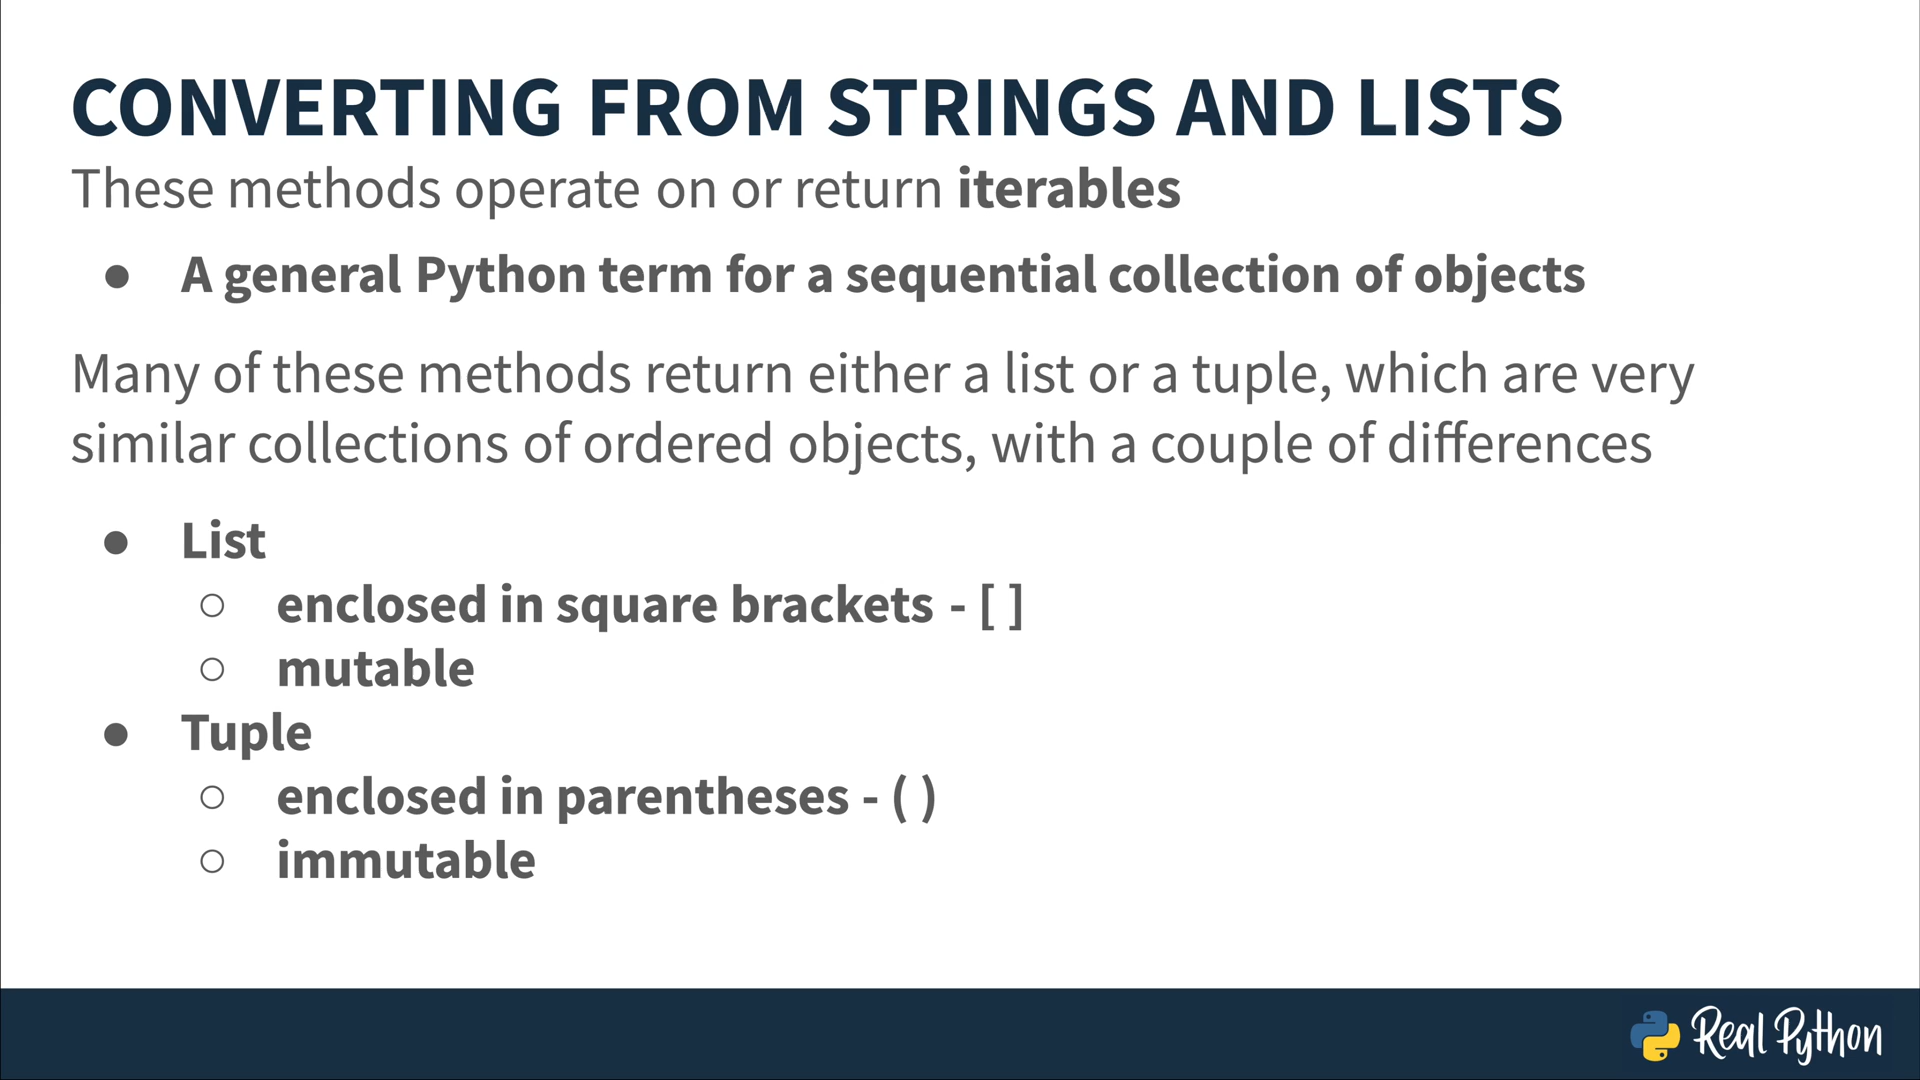 CONVERTING FROM STRINGS AND LISTS
These methods operate on or return iterables
● A general Python term for a sequential collection of objects
Many of these methods return either a list or a tuple, which are very
similar collections of ordered objects, with a couple of differences
● List
○ enclosed in square brackets - [ ]
○ mutable
● Tuple
○ enclosed in parentheses - ( )
○ immutable
Real Python